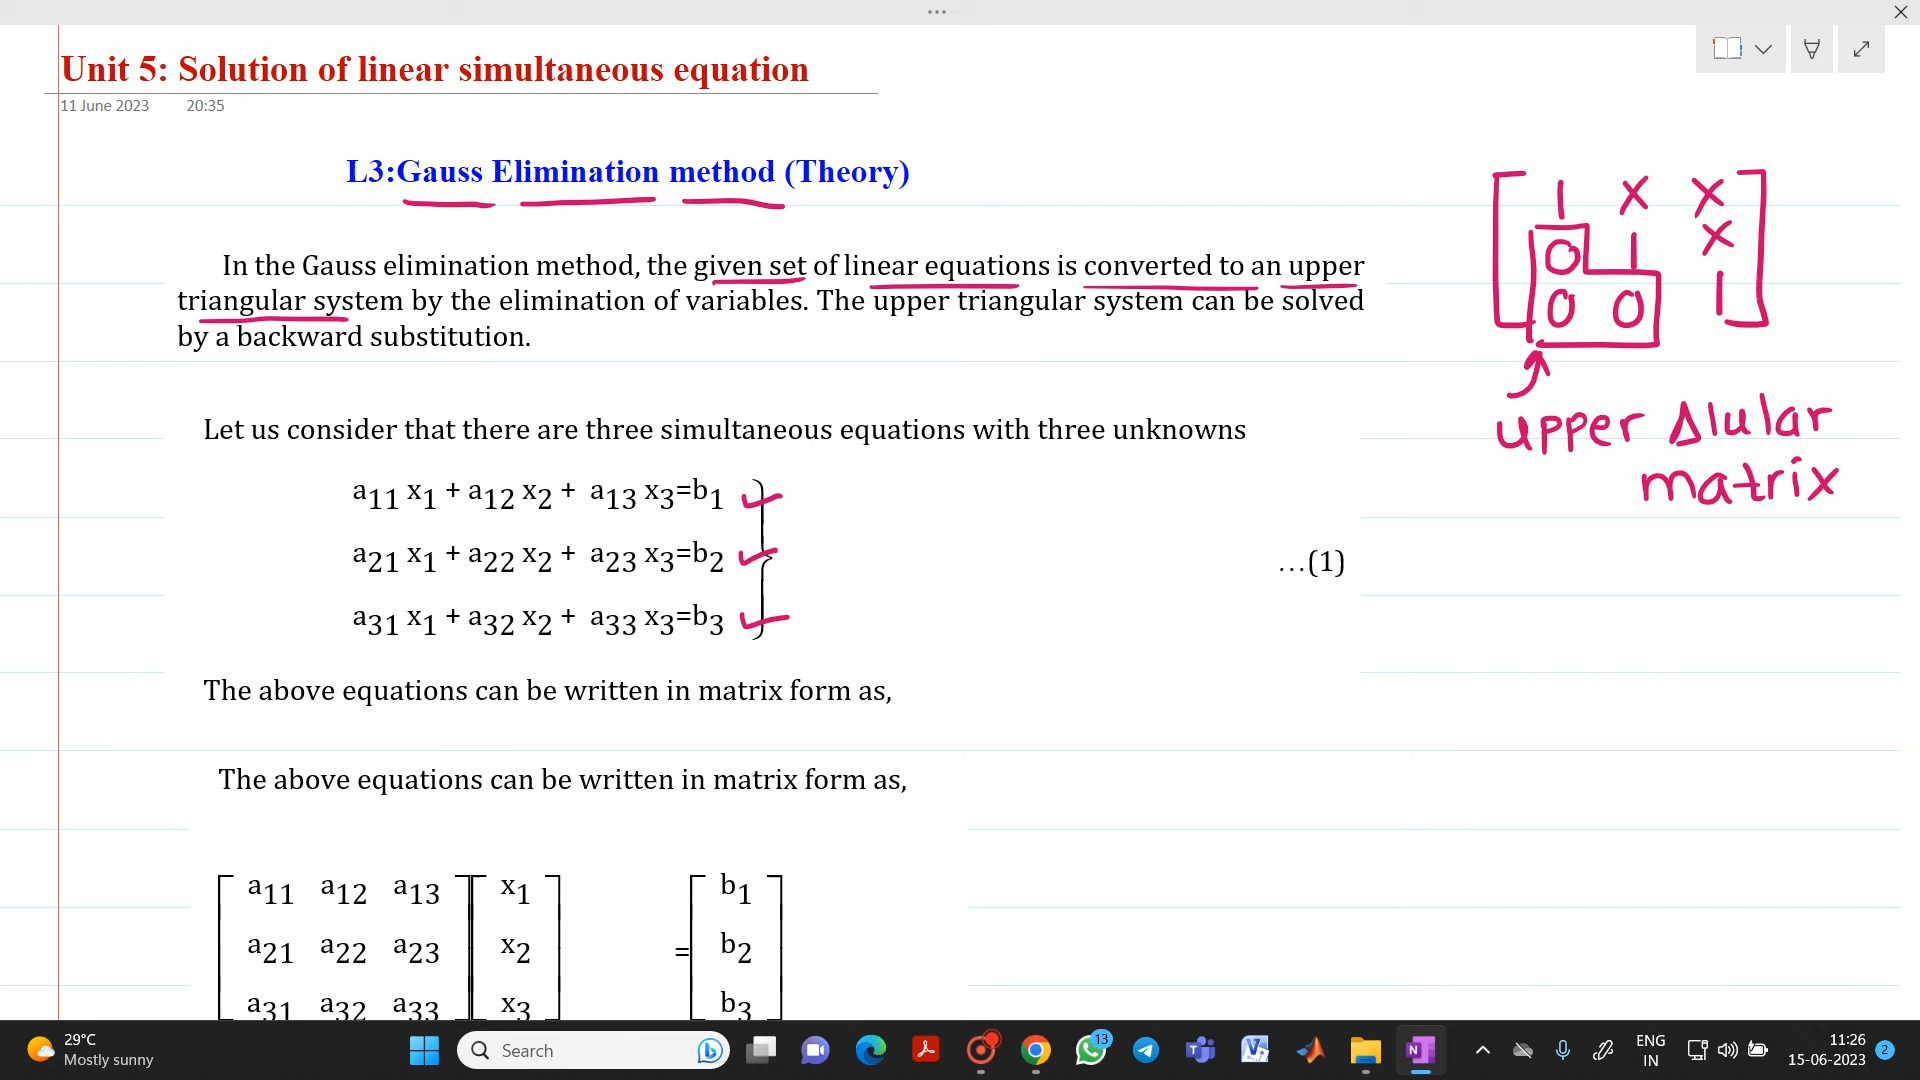 Unit 5: Solution of linear simultaneous equation
11 June 2023 20:35
L3:Gauss Elimination method (Theory)
In the Gauss elimination method, the given set of linear equations is converted to an upper
triangular system by the elimination of variables. The upper triangular system can be solved
by a backward substitution.
1 x x
0 1 x
0 0 1
upper Δlular
matrix
Let us consider that there are three simultaneous equations with three unknowns
a11 x1 + a12 x2 + a13 x3=b1
a21 x1 + a22 x2 + a23 x3=b2
...(1)
a31 x1 + a32 x2 + a33 x3=b3
The above equations can be written in matrix form as,
The above equations can be written in matrix form as,
a11 a12 a13 x1 b1
a21 a22 a23 x2 = b2
a31 a32 a33 x3 b3
29°C
Mostly sunny
Search
13
ENG
IN
11:26
15-06-2023
2